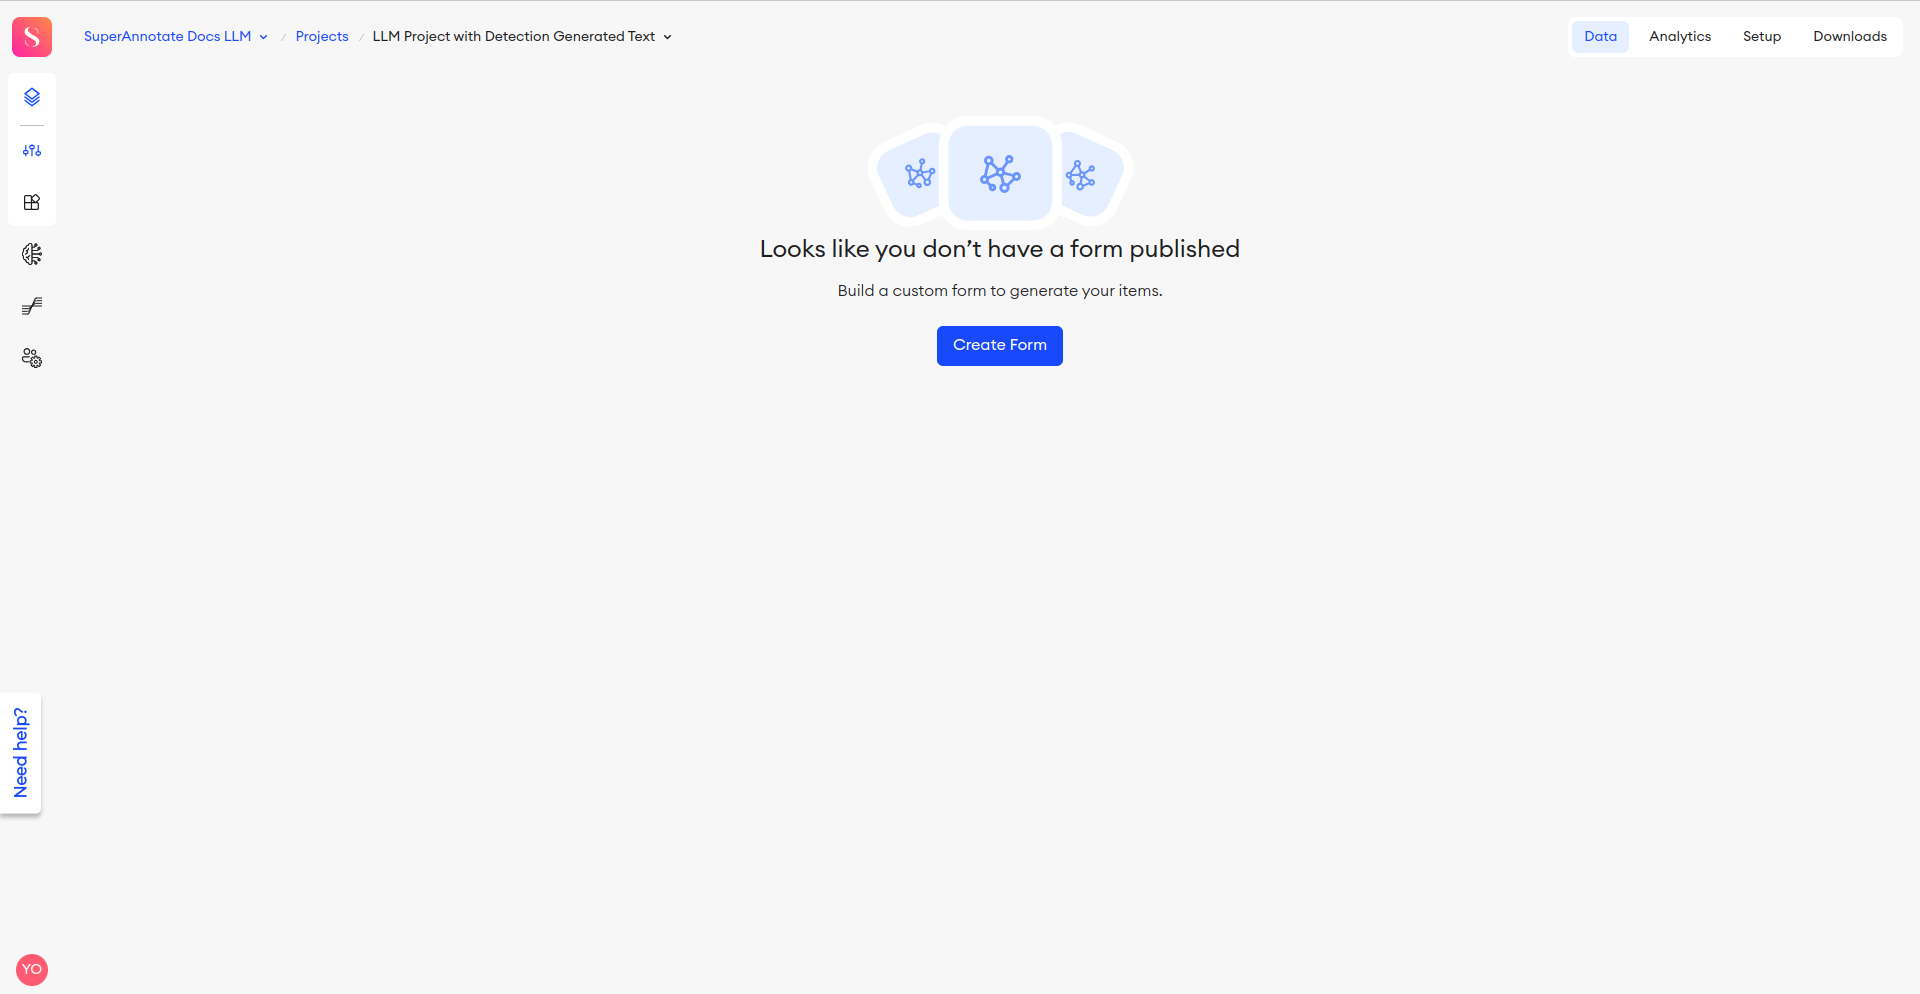 S
SuperAnnotate Docs LLM / Projects / LLM Project with Detection Generated Text
Data Analytics Setup Downloads
Looks like you don’t have a form published
Build a custom form to generate your items.
Create Form
Need help?
YO